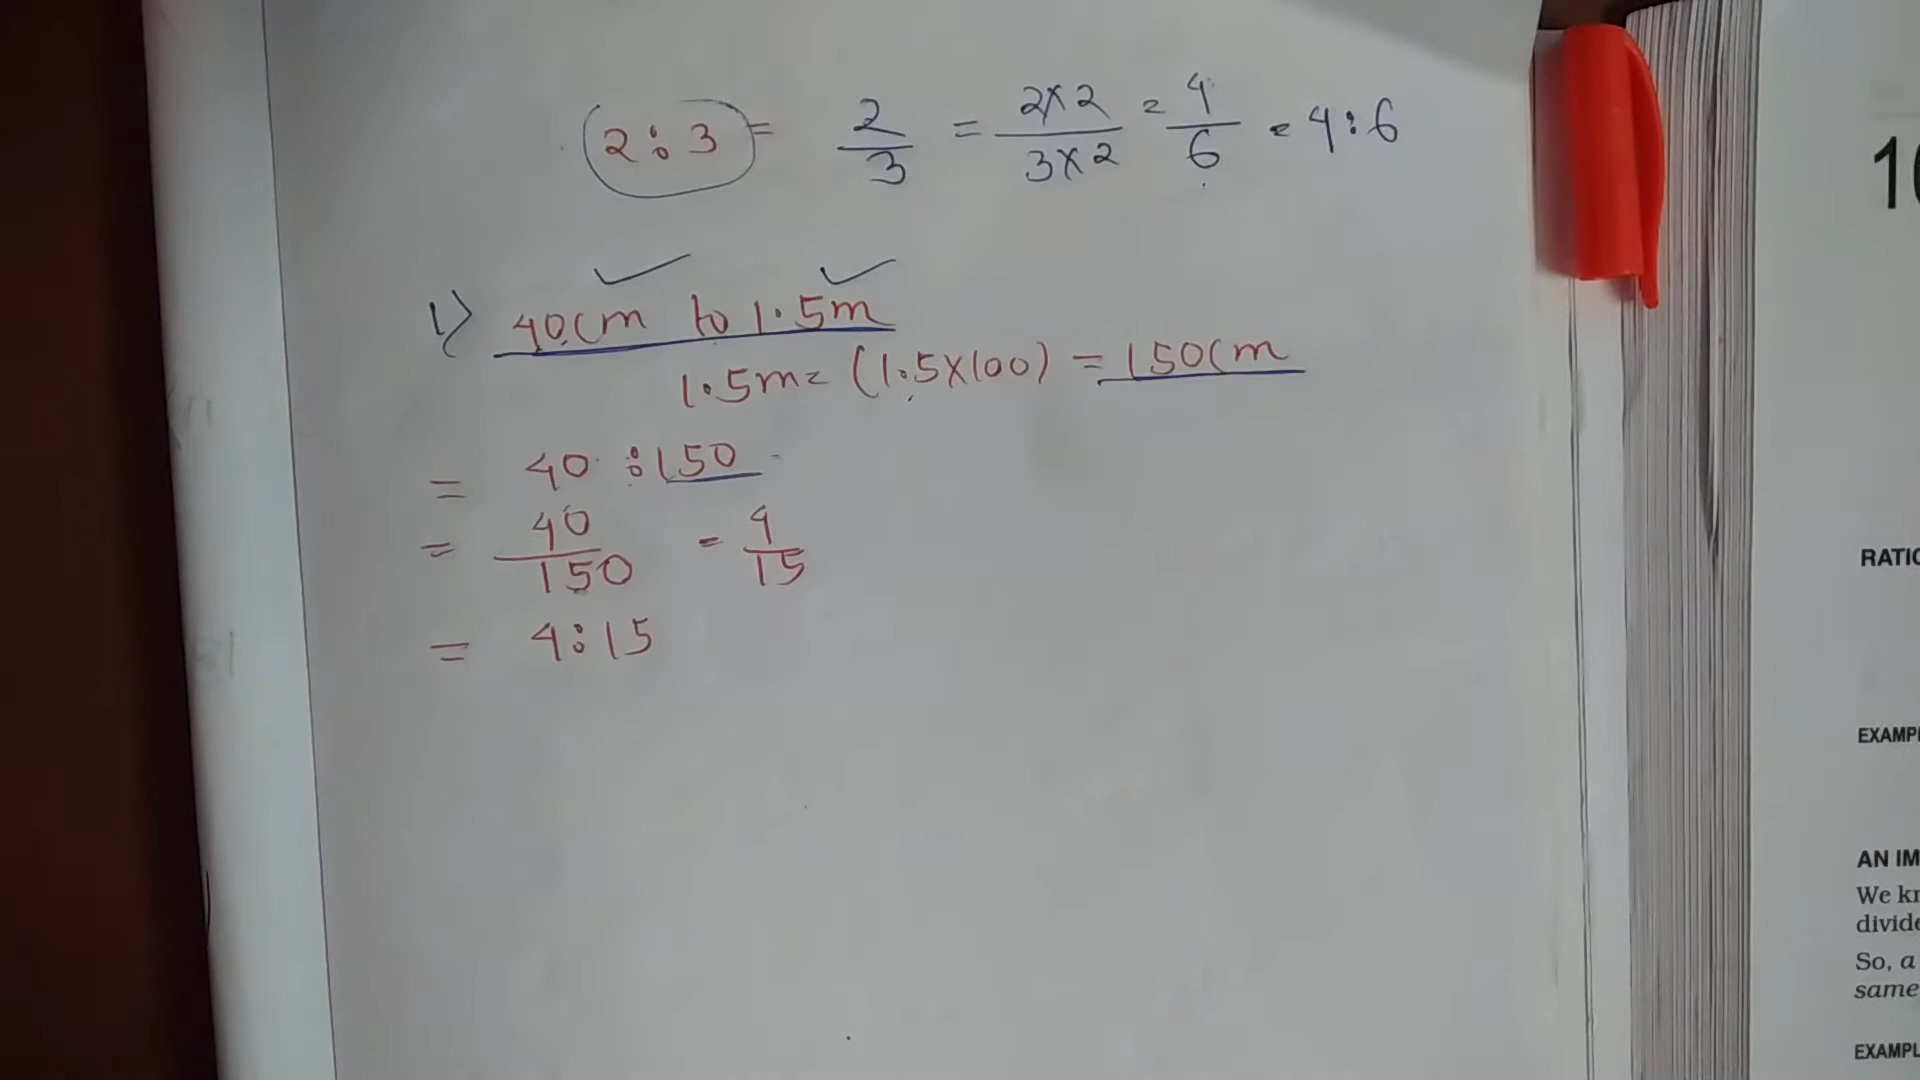 2:3 = 2/3 = 2×2/3×2 = 4/6 = 4:6
1) 40cm to 1.5m
1.5m = (1.5×100) = 150cm
= 40:150
= 40/150 = 4/15
= 4:15
10
RATIO
EXAMPL
AN IM
We kn
divide
So, a
same
EXAMPL